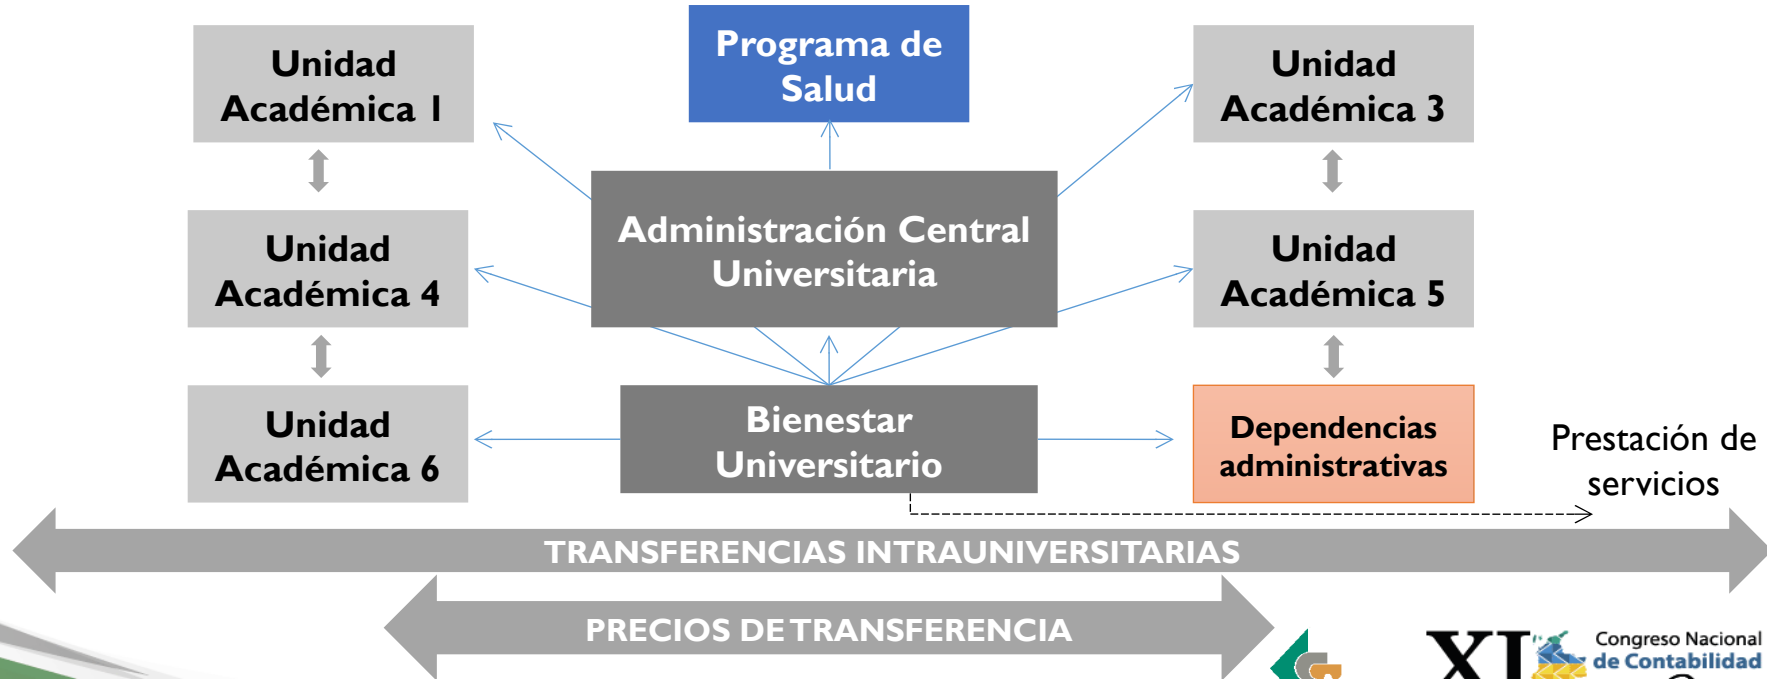 Unidad
Académica 1
Programa de
Salud
Unidad
Académica 3
Administración Central
Universitaria
Unidad
Académica 4
Unidad
Académica 5
Unidad
Académica 6
Bienestar
Universitario
Dependencias
administrativas
Prestación de
servicios
TRANSFERENCIAS INTRAUNIVERSITARIAS
PRECIOS DE TRANSFERENCIA
XI
Congreso Nacional
de Contabilidad